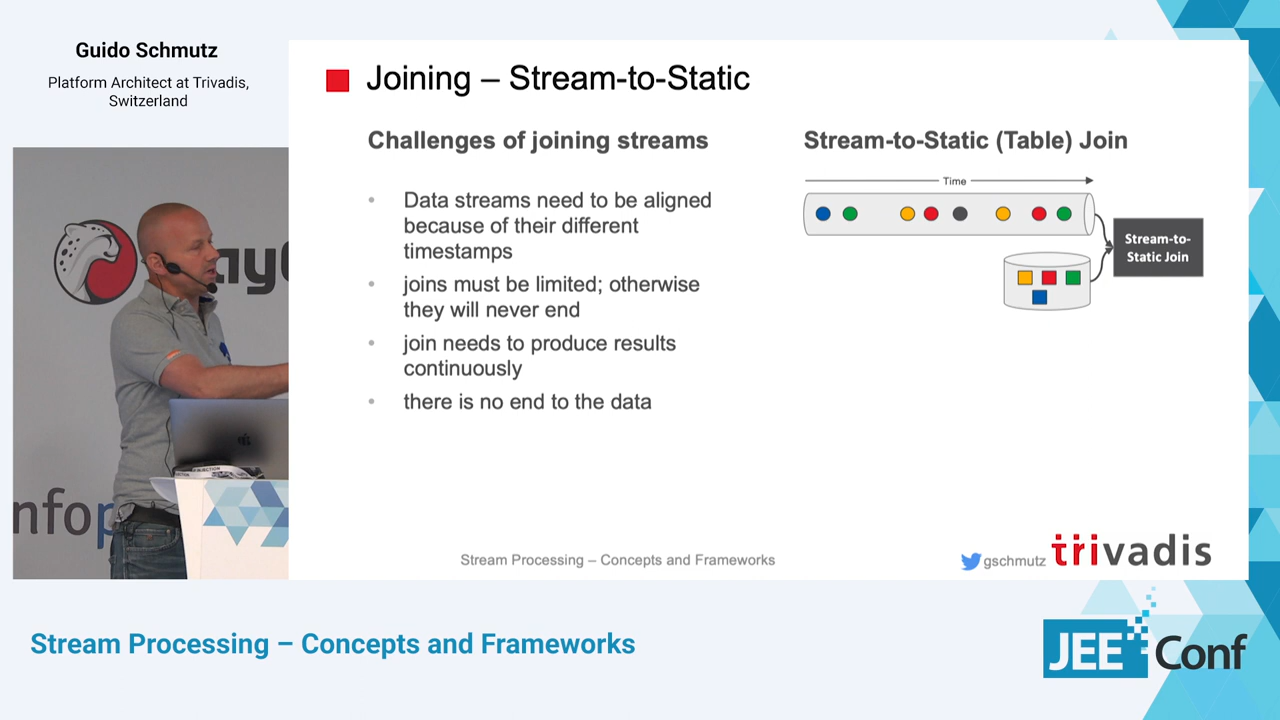 Guido Schmutz
Platform Architect at Trivadis,
Switzerland
Joining – Stream-to-Static
Challenges of joining streams
• Data streams need to be aligned
because of their different
timestamps
• joins must be limited; otherwise
they will never end
• join needs to produce results
continuously
• there is no end to the data
Stream-to-Static (Table) Join
Time
Stream-to-
Static Join
Stream Processing – Concepts and Frameworks
gschmutz
trivadis
Stream Processing – Concepts and Frameworks
JEE Conf